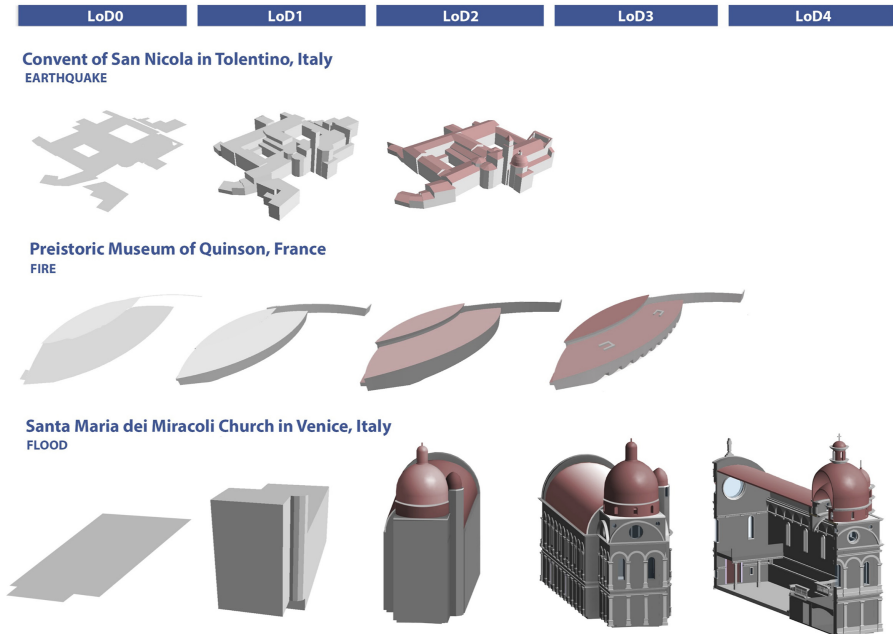 LoD0 LoD1 LoD2 LoD3 LoD4
Convent of San Nicola in Tolentino, Italy
EARTHQUAKE
Preistoric Museum of Quinson, France
FIRE
Santa Maria dei Miracoli Church in Venice, Italy
FLOOD